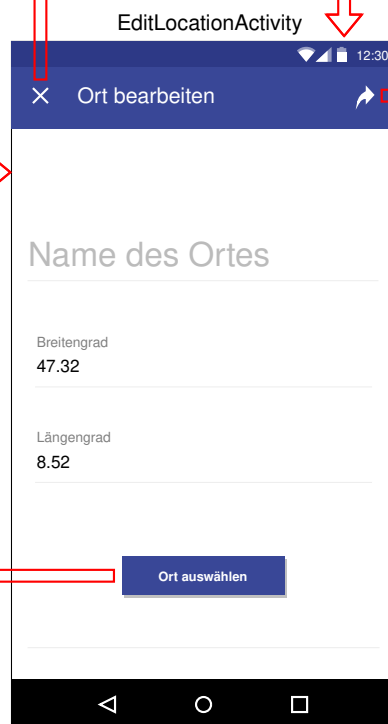 EditLocationActivity
12:30
Ort bearbeiten
Name des Ortes
Breitengrad
47.32
Längengrad
8.52
Ort auswählen